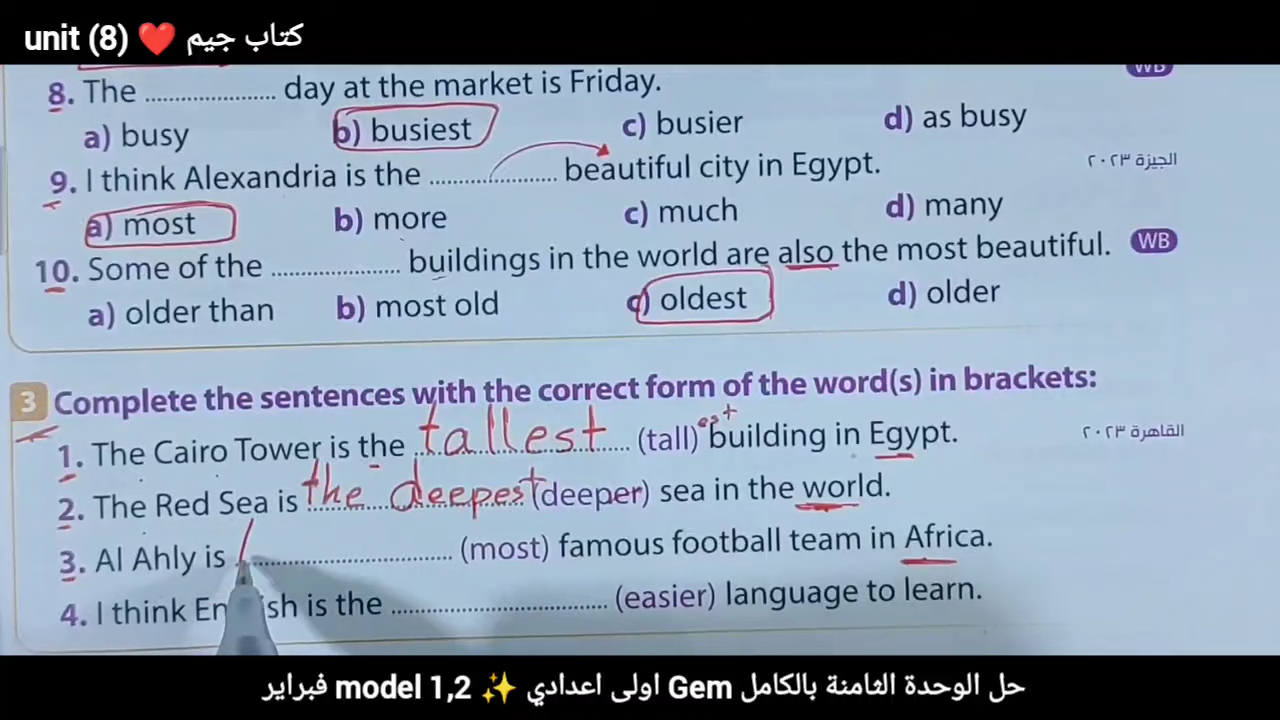 unit (8) ❤️ كتاب جيم
WB
8. The .................... day at the market is Friday.
a) busy b) busiest c) busier d) as busy
9. I think Alexandria is the .................... beautiful city in Egypt. الجيزة ٢٠٢٣
a) most b) more c) much d) many
10. Some of the .................... buildings in the world are also the most beautiful. WB
a) older than b) most old c) oldest d) older
3 Complete the sentences with the correct form of the word(s) in brackets:
1. The Cairo Tower is the tallest (tall) est building in Egypt. القاهرة ٢٠٢٣
2. The Red Sea is the deepest (deeper) sea in the world.
3. Al Ahly is .................... (most) famous football team in Africa.
4. I think is the .................... (easier) language to learn.
حل الوحدة الثامنة بالكامل Gem اولى اعدادي ✨ model 1,2 فبراير